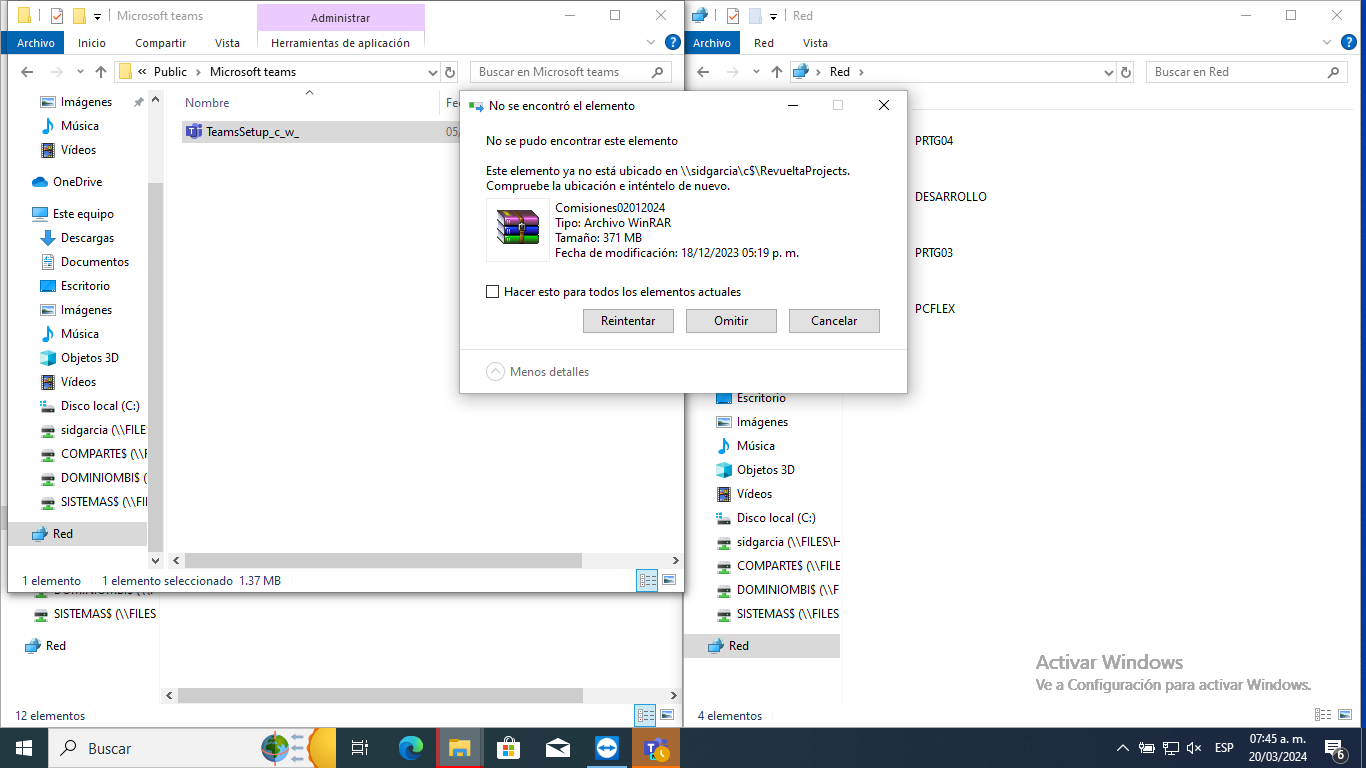 Microsoft teams
Administrar
Archivo
Inicio
Compartir
Vista
Herramientas de aplicación
« Public › Microsoft teams
Buscar en Microsoft teams
Imágenes
Música
Vídeos
OneDrive
Este equipo
Descargas
Documentos
Escritorio
Imágenes
Música
Objetos 3D
Vídeos
Disco local (C:)
sidgarcia (\\FILE
COMPARTE$ (\\F
DOMINIOMBI$ (
SISTEMAS$ (\\FI
Red
Nombre
Fe
TeamsSetup_c_w_
05/
1 elemento
1 elemento seleccionado 1.37 MB
DOMINIOMBI$ (\\F
SISTEMAS$ (\\FILES
Red
12 elementos
Red
Archivo
Red
Vista
Red ›
Buscar en Red
PRTG04
DESARROLLO
PRTG03
PCFLEX
Escritorio
Imágenes
Música
Objetos 3D
Vídeos
Disco local (C:)
sidgarcia (\\FILES\H
COMPARTE$ (\\FILE
DOMINIOMBI$ (\\F
SISTEMAS$ (\\FILES
Red
4 elementos
No se encontró el elemento
No se pudo encontrar este elemento
Este elemento ya no está ubicado en \\sidgarcia\c$\RevueltaProjects.
Compruebe la ubicación e inténtelo de nuevo.
Comisiones02012024
Tipo: Archivo WinRAR
Tamaño: 371 MB
Fecha de modificación: 18/12/2023 05:19 p. m.
Hacer esto para todos los elementos actuales
Reintentar
Omitir
Cancelar
Menos detalles
Activar Windows
Ve a Configuración para activar Windows.
Buscar
ESP
07:45 a. m.
20/03/2024
6